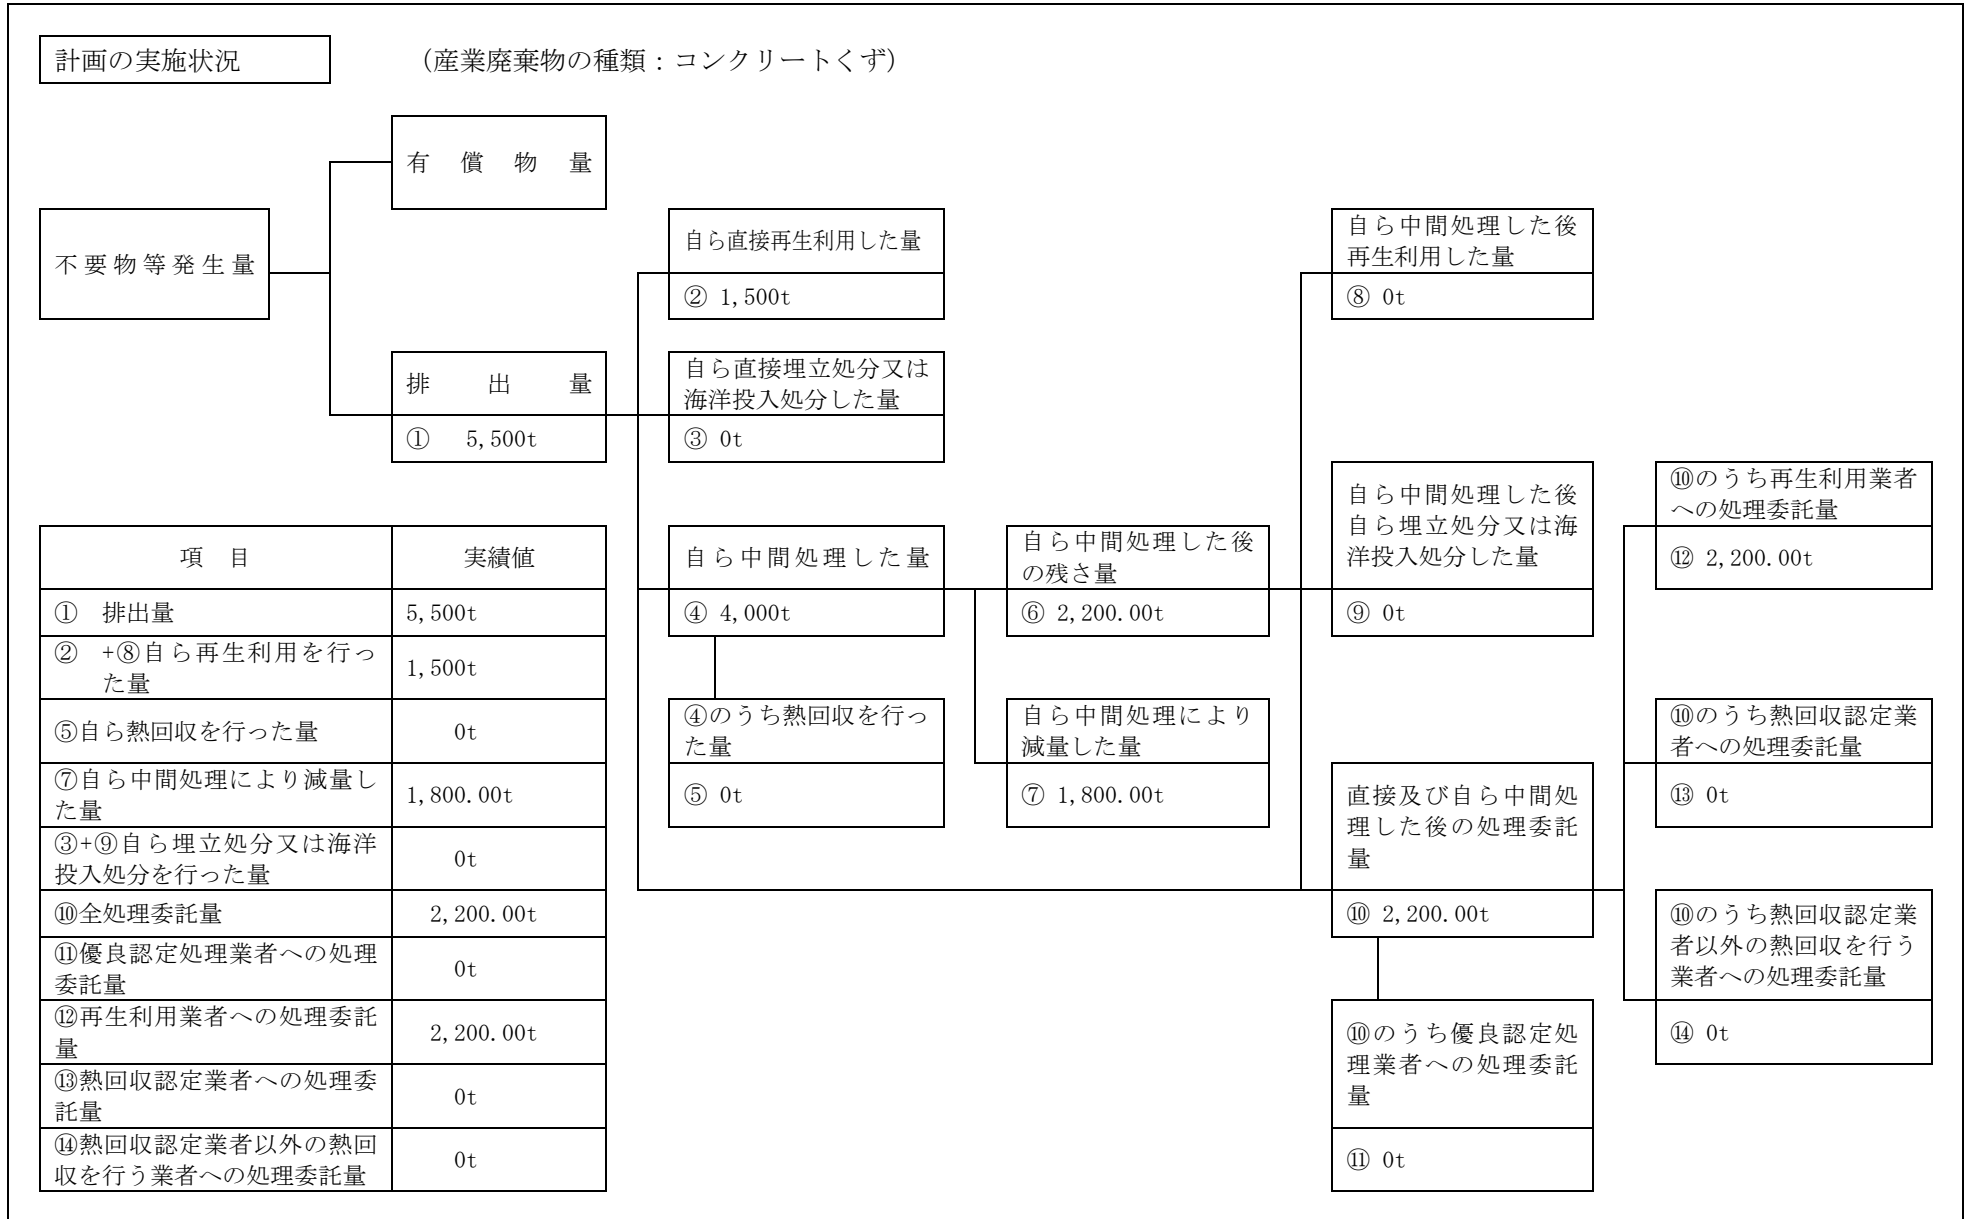 計画の実施状況
（産業廃棄物の種類：コンクリートくず）
有償物量
不要物等発生量
排出量
① 5,500t
自ら直接再生利用した量
② 1,500t
自ら直接埋立処分又は
海洋投入処分した量
③ 0t
自ら中間処理した量
④ 4,000t
④のうち熱回収を行っ
た量
⑤ 0t
自ら中間処理した後
の残さ量
⑥ 2,200.00t
自ら中間処理により
減量した量
⑦ 1,800.00t
自ら中間処理した後
再生利用した量
⑧ 0t
自ら中間処理した後
自ら埋立処分又は海
洋投入処分した量
⑨ 0t
直接及び自ら中間処
理した後の処理委託
量
⑩ 2,200.00t
⑩のうち優良認定処
理業者への処理委託
量
⑪ 0t
⑩のうち再生利用業者
への処理委託量
⑫ 2,200.00t
⑩のうち熱回収認定業
者への処理委託量
⑬ 0t
⑩のうち熱回収認定業
者以外の熱回収を行う
業者への処理委託量
⑭ 0t
項 目 実績値
① 排出量 5,500t
② +⑧自ら再生利用を行っ
た量
1,500t
⑤自ら熱回収を行った量 0t
⑦自ら中間処理により減量し
た量
1,800.00t
③+⑨自ら埋立処分又は海洋
投入処分を行った量
0t
⑩全処理委託量 2,200.00t
⑪優良認定処理業者への処理
委託量
0t
⑫再生利用業者への処理委託
量
2,200.00t
⑬熱回収認定業者への処理委
託量
0t
⑭熱回収認定業者以外の熱回
収を行う業者への処理委託量
0t